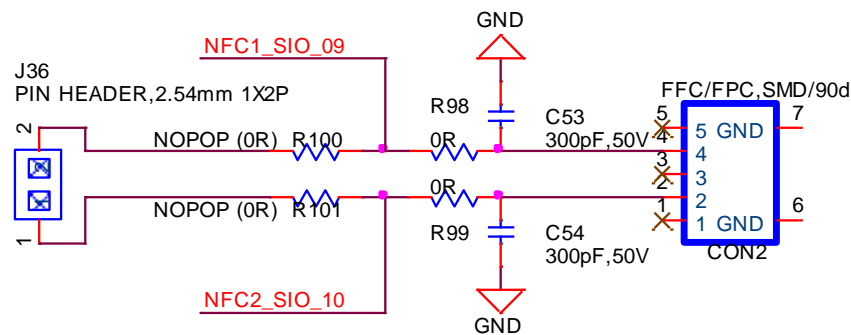 GND
NFC1_SIO_09
J36
PIN HEADER,2.54mm 1X2P
FFC/FPC,SMD/90d
R98
C53
300pF,50V
5
5 GND
7
2
NOPOP (0R)
R100
0R
4
4
3
3
2
2
0R
NOPOP (0R)
R101
1
1 GND
6
1
R99
C54
300pF,50V
CON2
NFC2_SIO_10
GND